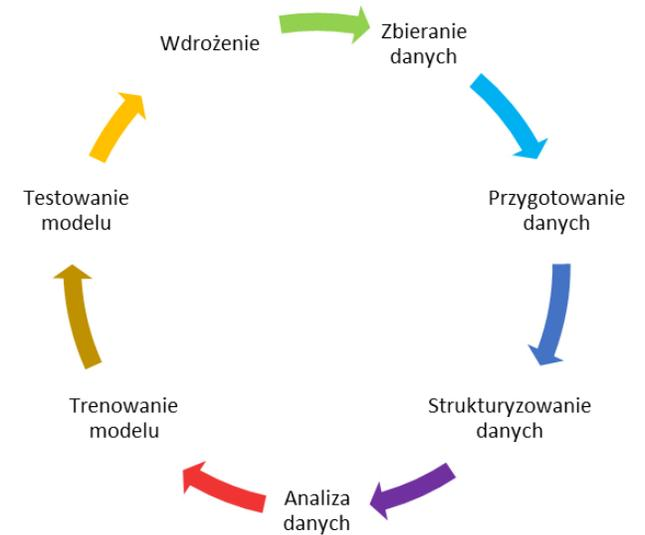 Wdrożenie
Zbieranie
danych
Przygotowanie
danych
Strukturyzowanie
danych
Analiza
danych
Trenowanie
modelu
Testowanie
modelu